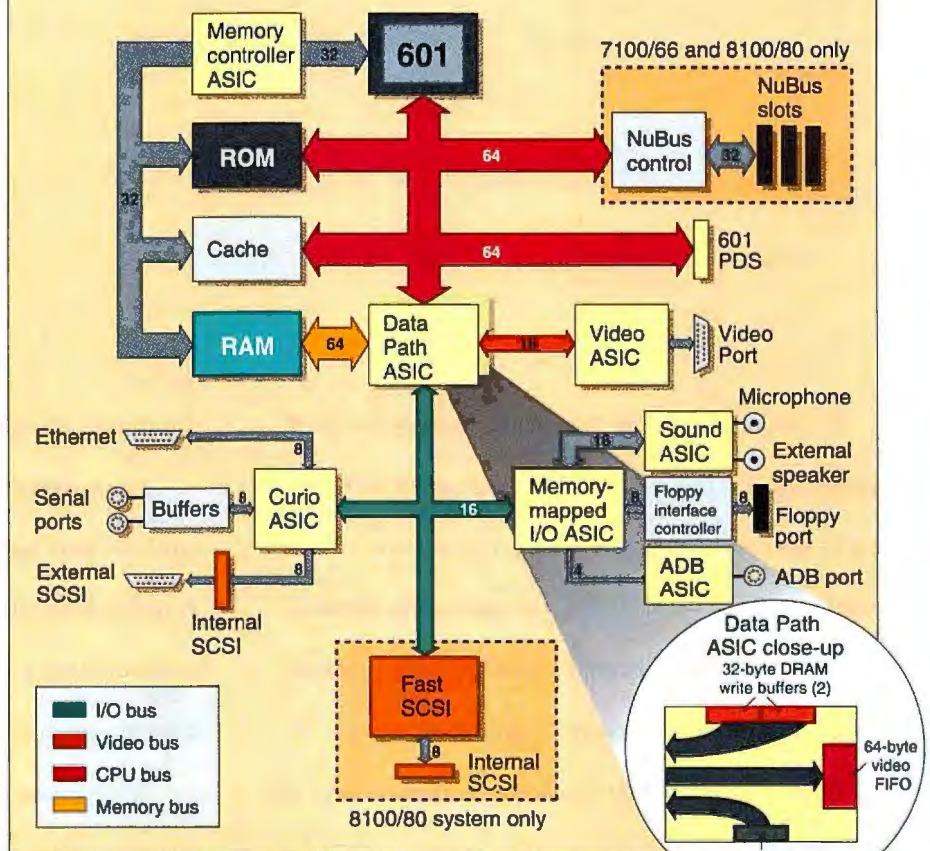 Memory
controller
ASIC
32
601
7100/66 and 8100/80 only
NuBus
slots
ROM
64
NuBus
control
32
32
Cache
64
601
PDS
RAM
64
Data
Path
ASIC
16
Video
ASIC
Video
Port
Microphone
Ethernet
8
16
Sound
ASIC
External
speaker
Serial
ports
Buffers
8
Curio
ASIC
16
Memory-
mapped
I/O ASIC
8
Floppy
interface
controller
8
Floppy
port
External
SCSI
8
4
ADB
ASIC
ADB port
Internal
SCSI
Data Path
ASIC close-up
32-byte DRAM
write buffers (2)
Fast
SCSI
8
Internal
SCSI
64-byte
video
FIFO
I/O bus
Video bus
CPU bus
Memory bus
8100/80 system only